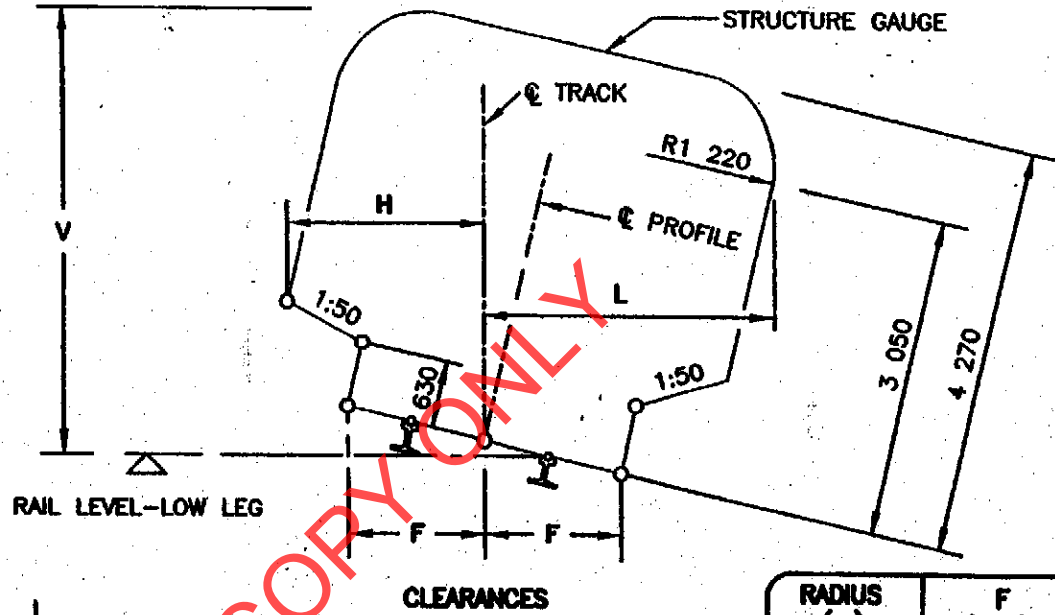 STRUCTURE GAUGE
℄ TRACK
R1 220
H
℄ PROFILE
V
L
1:50
3 050
4 270
630
1:50
COPY ONLY
RAIL LEVEL-LOW LEG
F
F
CLEARANCES
RADIUS
F